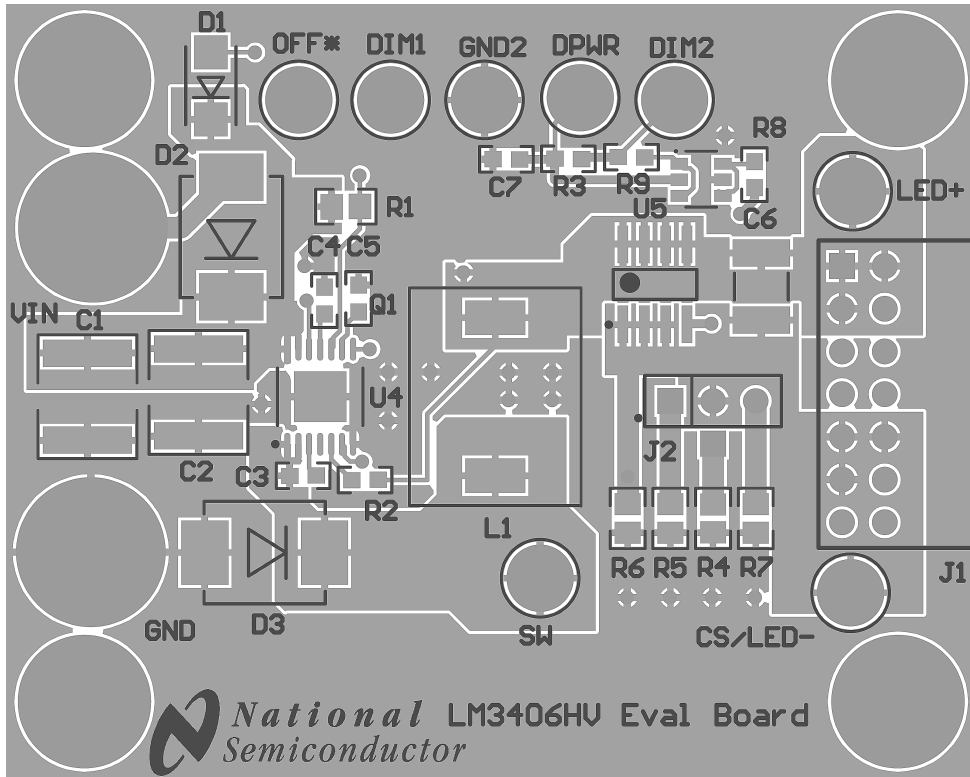 D1
OFF* DIM1 GND2 DPWR DIM2
R8
D2
C7 R3 R9
LED+
R1
U5
C6
C4 C5
VIN
C1
Q1
U4
J2
C2
C3
R2
L1
R6 R5 R4 R7
J1
GND
D3
SW
CS/LED-
National
Semiconductor
LM3406HV Eval Board